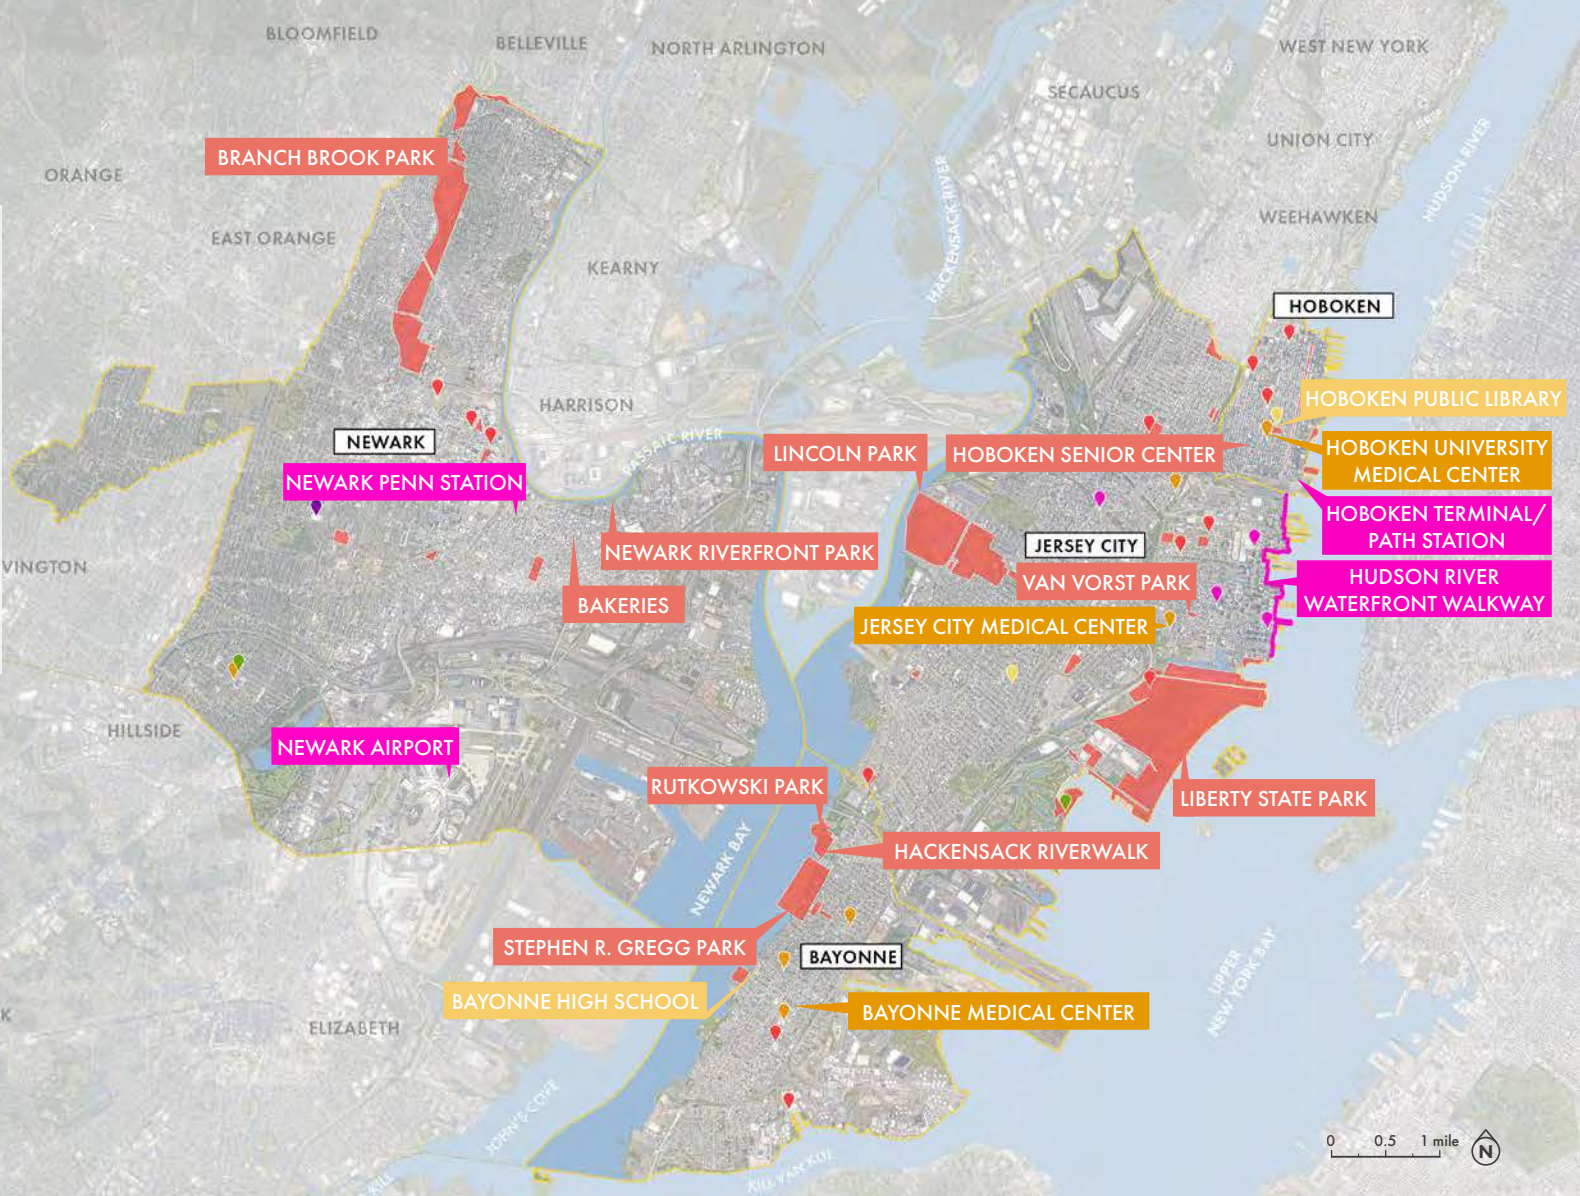 BLOOMFIELD
BELLEVILLE
NORTH ARLINGTON
WEST NEW YORK
SECAUCUS
UNION CITY
HUDSON RIVER
BRANCH BROOK PARK
ORANGE
HACKENSACK RIVER
WEEHAWKEN
EAST ORANGE
KEARNY
HOBOKEN
HARRISON
HOBOKEN PUBLIC LIBRARY
NEWARK
PASSAIC RIVER
LINCOLN PARK
HOBOKEN SENIOR CENTER
HOBOKEN UNIVERSITY
MEDICAL CENTER
NEWARK PENN STATION
HOBOKEN TERMINAL/
PATH STATION
NEWARK RIVERFRONT PARK
JERSEY CITY
VINGTON
VAN VORST PARK
HUDSON RIVER
WATERFRONT WALKWAY
BAKERIES
JERSEY CITY MEDICAL CENTER
HILLSIDE
NEWARK AIRPORT
RUTKOWSKI PARK
LIBERTY STATE PARK
HACKENSACK RIVERWALK
NEWARK BAY
STEPHEN R. GREGG PARK
BAYONNE
UPPER
NEW YORK BAY
BAYONNE HIGH SCHOOL
K
BAYONNE MEDICAL CENTER
ELIZABETH
JOHN'S COVE
KILL
KILL VAN KULL
0 0.5 1 mile
N